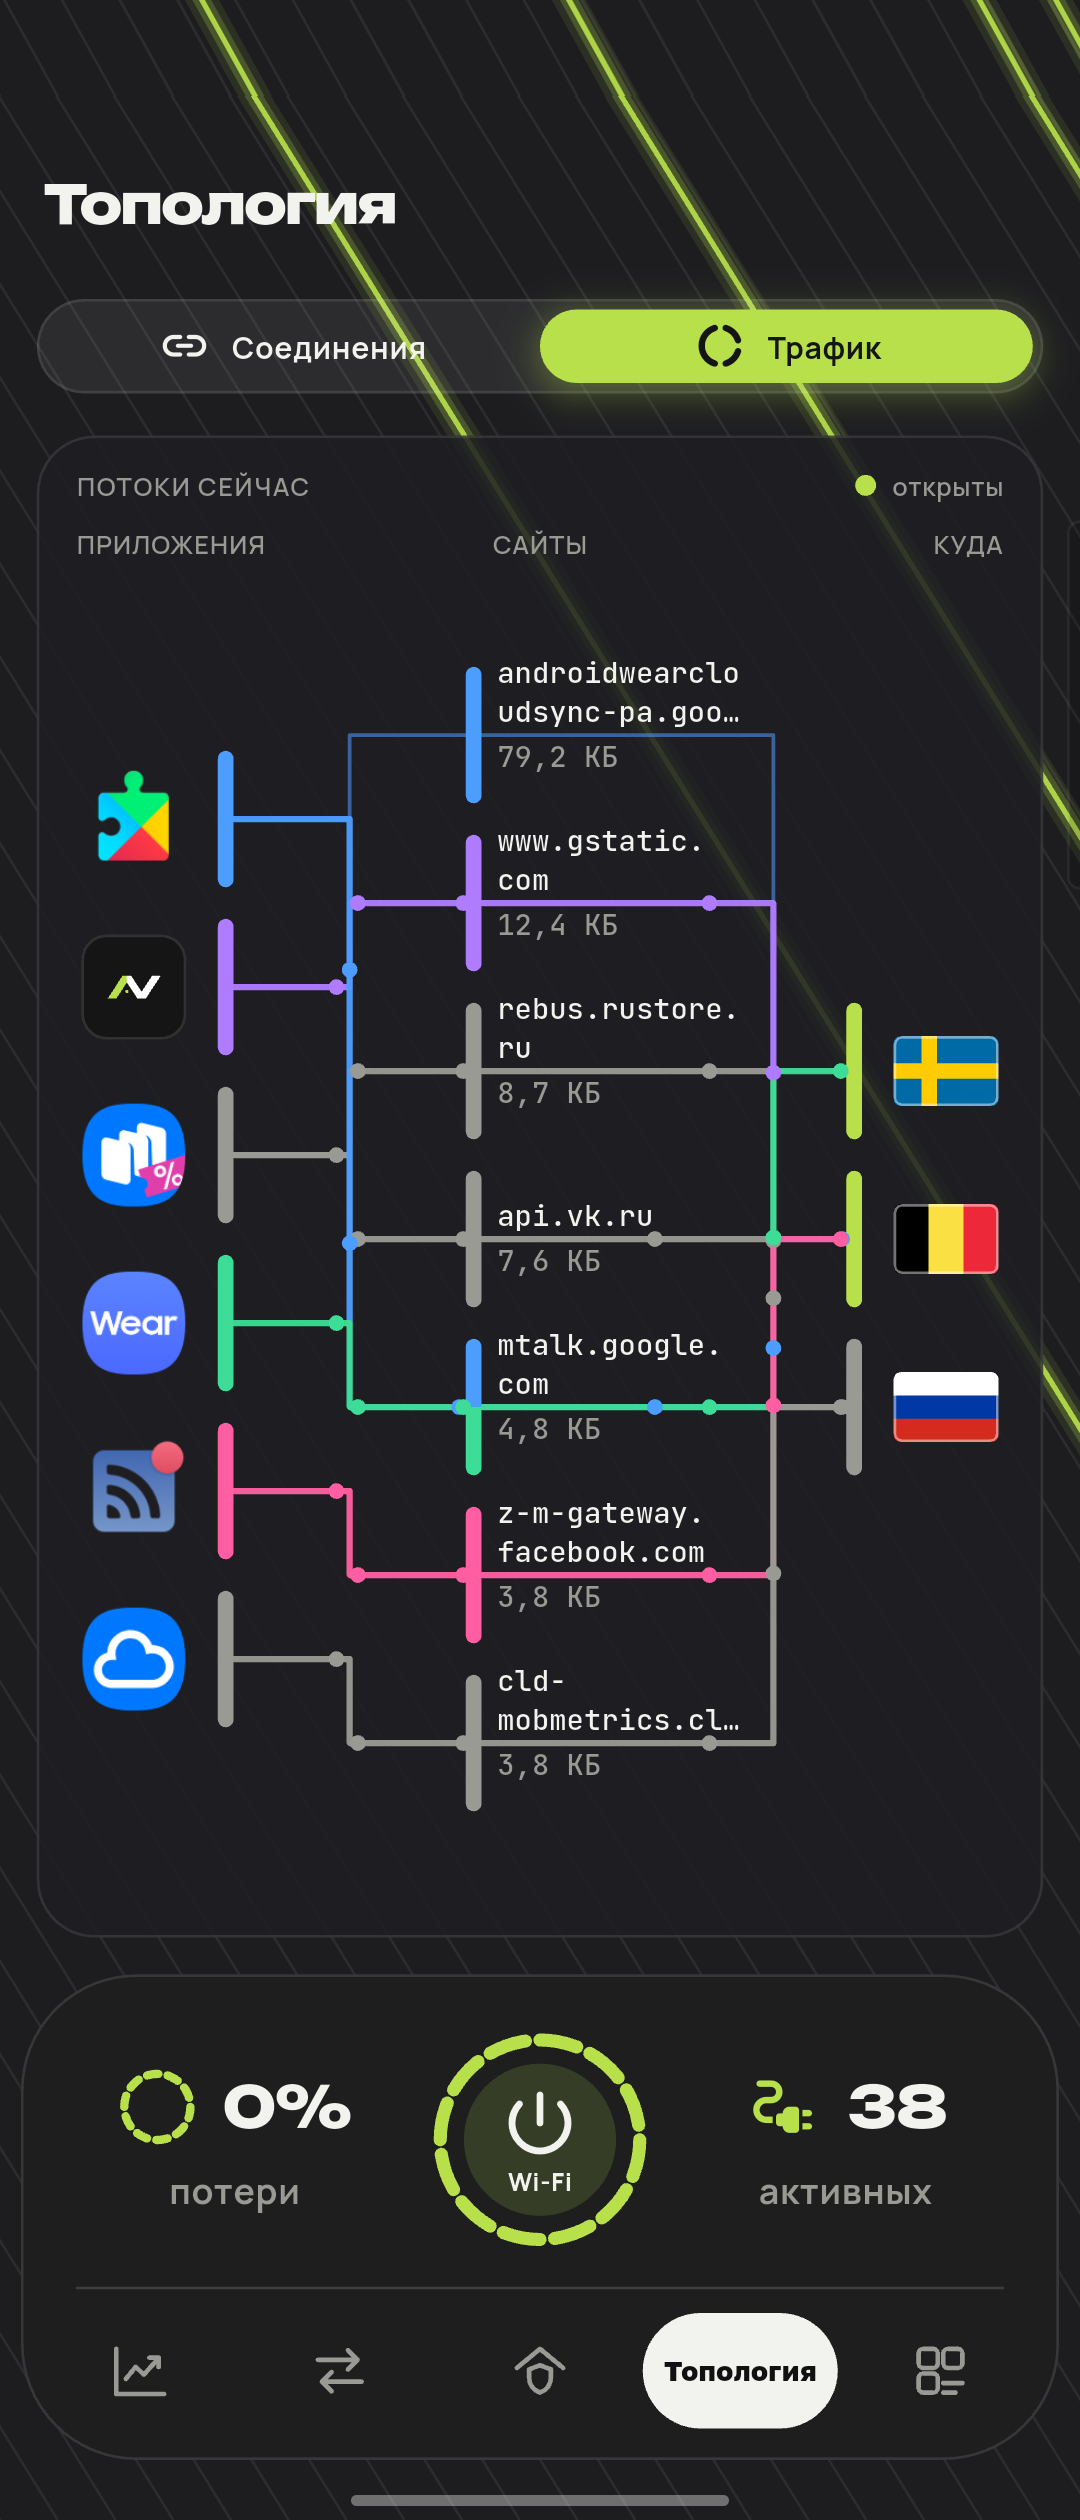 Топология
Соединения
Трафик
ПОТОКИ СЕЙЧАС
открыты
ПРИЛОЖЕНИЯ
САЙТЫ
КУДА
androidwearclo
udsync-pa.goo…
79,2 КБ
www.gstatic.
com
12,4 КБ
rebus.rustore.
ru
8,7 КБ
%
api.vk.ru
7,6 КБ
Wear
mtalk.google.
com
4,8 КБ
z-m-gateway.
facebook.com
3,8 КБ
cld-
mobmetrics.cl…
3,8 КБ
0%
потери
Wi-Fi
38
активных
Топология